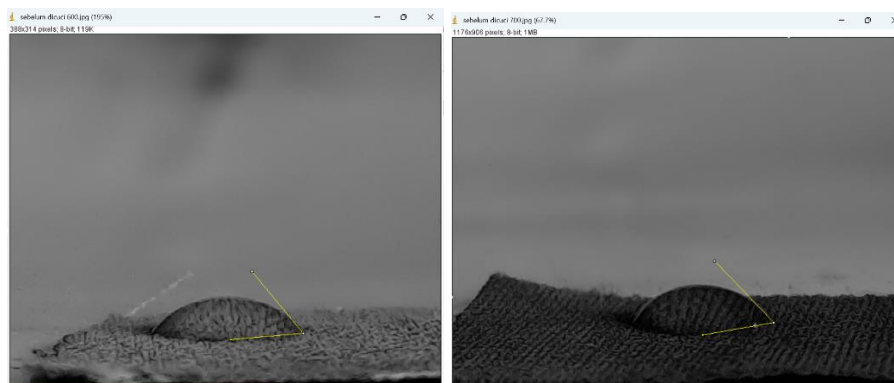 sebelum dicuci 600.jpg (195%)
388x314 pixels; 8-bit; 119K
sebelum dicuci 700.jpg (67.7%)
1176x906 pixels; 8-bit; 1MB